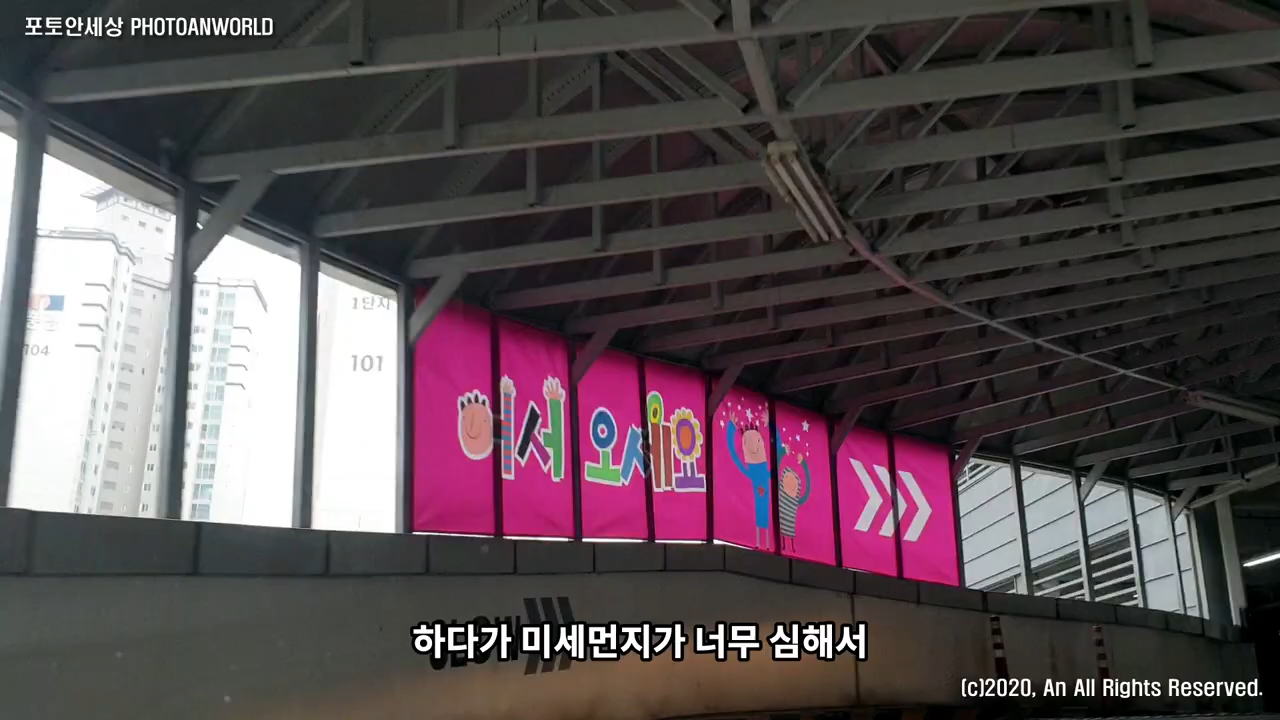 포토안세상 PHOTOANWORLD
1단지
101
104
어서 오세요
하다가 미세먼지가 너무 심해서
(c)2020, An All Rights Reserved.